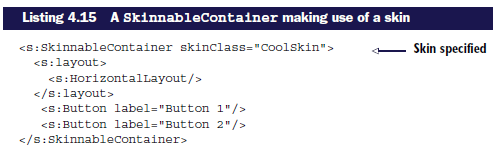 Listing 4.15 A SkinnableContainer making use of a skin
<s:SkinnableContainer skinClass="CoolSkin"> Skin specified
<s:layout>
<s:HorizontalLayout/>
</s:layout>
<s:Button label="Button 1"/>
<s:Button label="Button 2"/>
</s:SkinnableContainer>